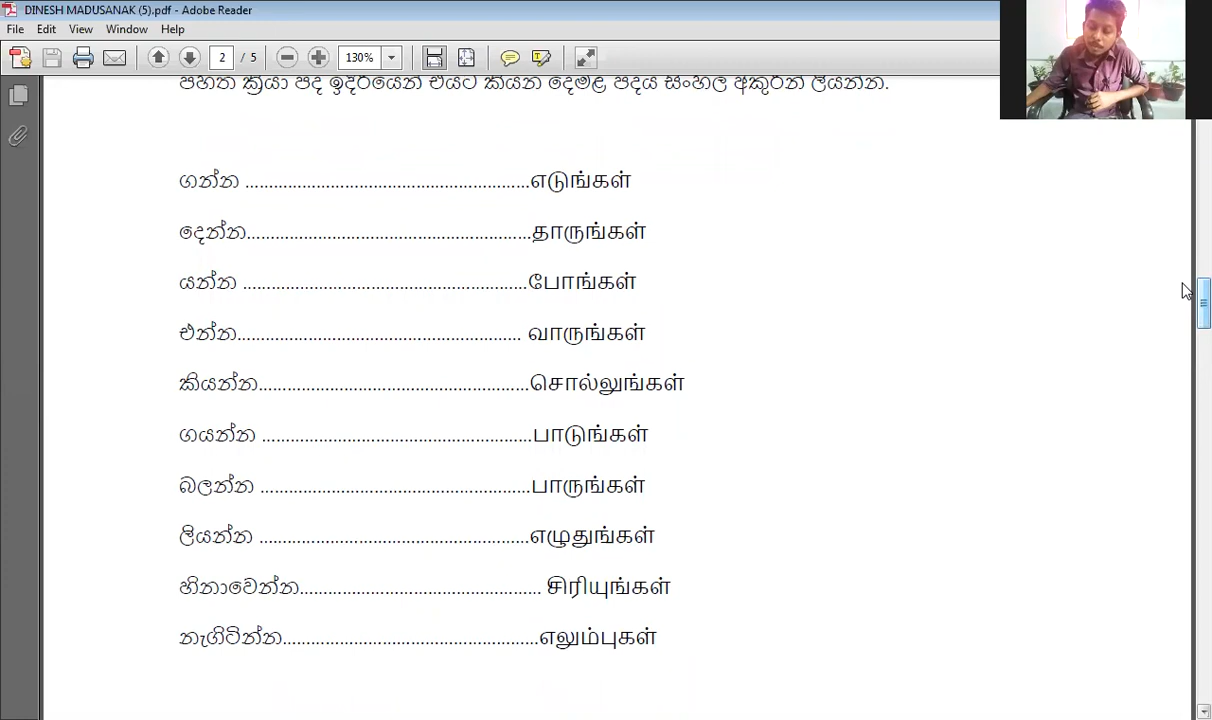 DINESH MADUSANAK (5).pdf - Adobe Reader
File Edit View Window Help
2 / 5 130%
පහත ක්‍රියා පද ඉදිරියෙන් එයට කියන දෙමළ පදය සිංහල අකුරින් ලියන්න.
ගන්න ............................................................எடுங்கள்
දෙන්න............................................................தாருங்கள்
යන්න ............................................................போங்கள்
එන්න............................................................ வாருங்கள்
කියන්න.........................................................சொல்லுங்கள்
ගයන්න .........................................................பாடுங்கள்
බලන්න .........................................................பாருங்கள்
ලියන්න .........................................................எழுதுங்கள்
හිනාවෙන්න................................................... சிரியுங்கள்
නැගිටින්න......................................................எலும்புகள்